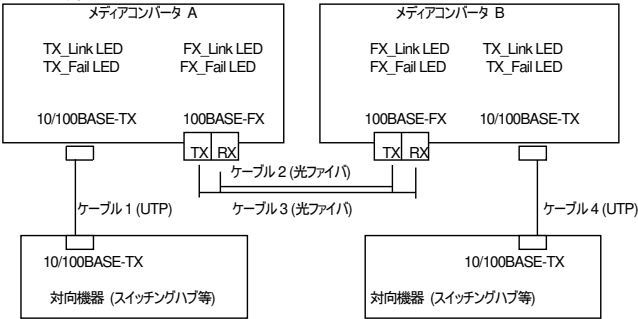 メディアコンバータ A
メディアコンバータ B
TX_Link LED
FX_Link LED
FX_Link LED
TX_Link LED
TX_Fail LED
FX_Fail LED
FX_Fail LED
TX_Fail LED
10/100BASE-TX
100BASE-FX
100BASE-FX
10/100BASE-TX
TX
RX
TX
RX
ケーブル 2 (光ファイバ)
ケーブル 1 (UTP)
ケーブル 3 (光ファイバ)
ケーブル 4 (UTP)
10/100BASE-TX
10/100BASE-TX
対向機器 (スイッチングハブ等)
対向機器 (スイッチングハブ等)